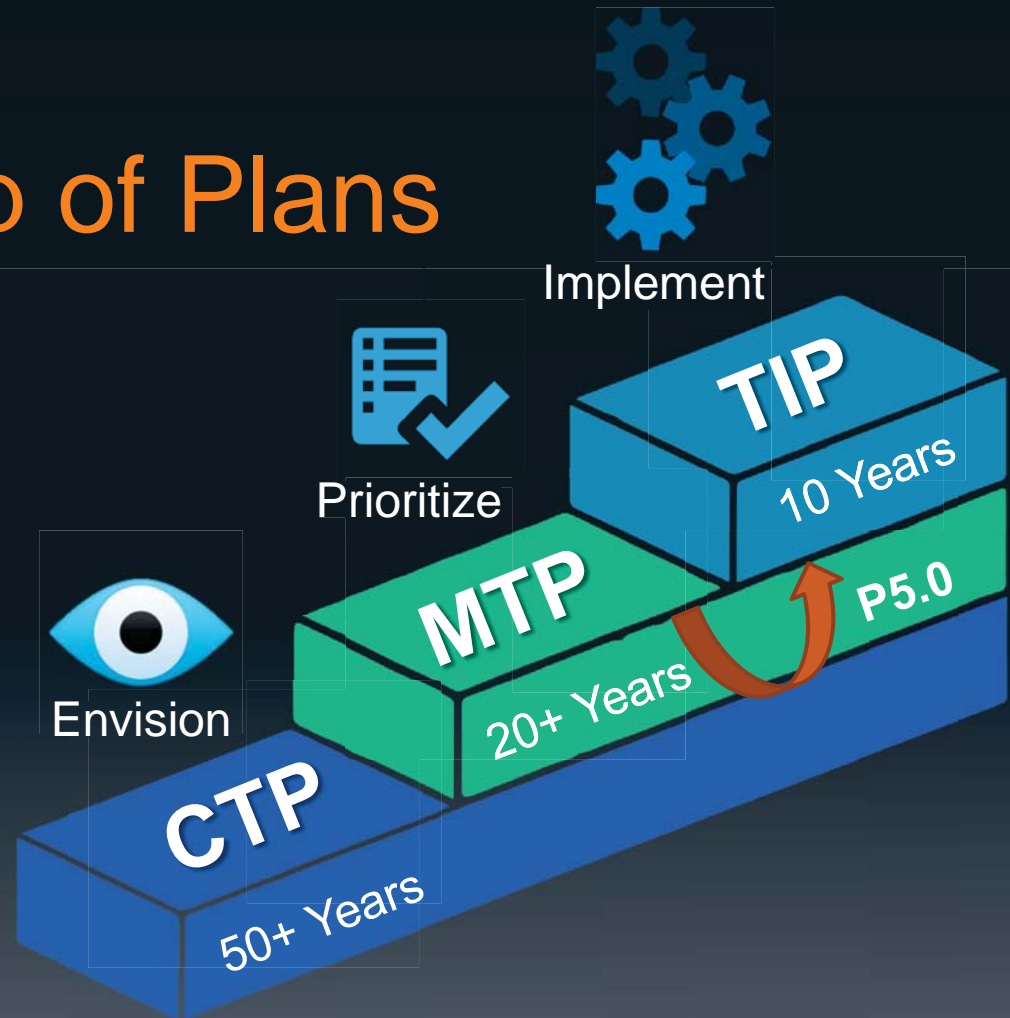 o of Plans
Implement
TIP
10 Years
Prioritize
MTP
P5.0
20+ Years
Envision
CTP
50+ Years